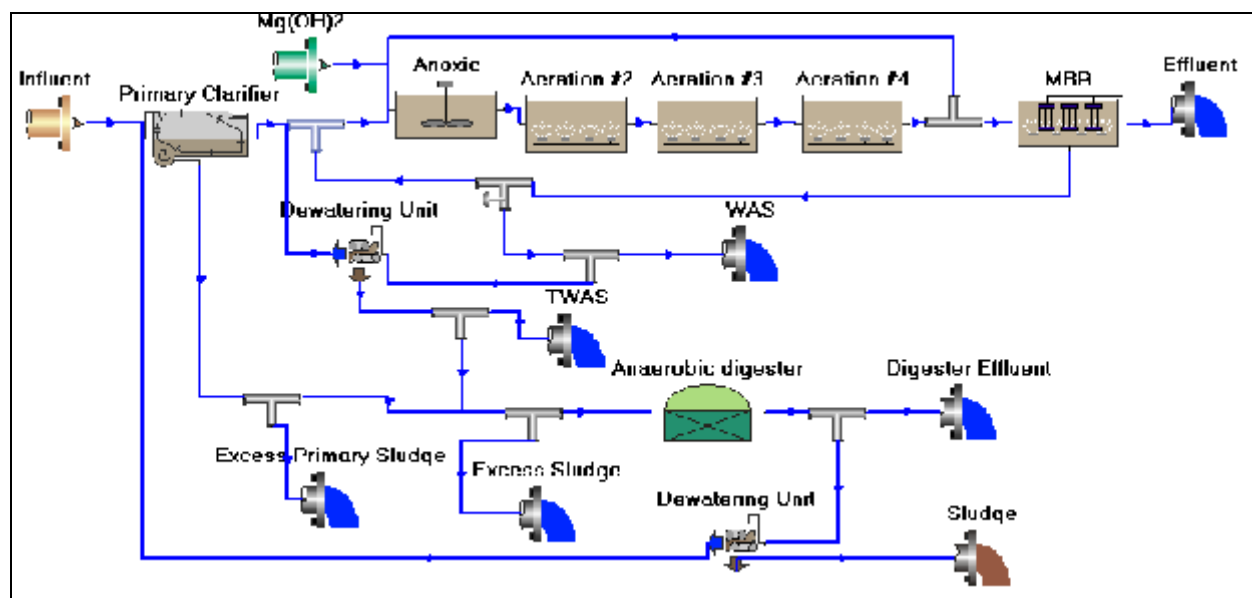 Mg(OH)2
Influent
Primary Clarifier
Anoxic
Aeration #2
Aeration #3
Aeration #4
MBR
Effluent
Dewatering Unit
WAS
TWAS
Anaerobic digester
Digester Effluent
Excess Primary Sludge
Excess Sludge
Dewatering Unit
Sludge